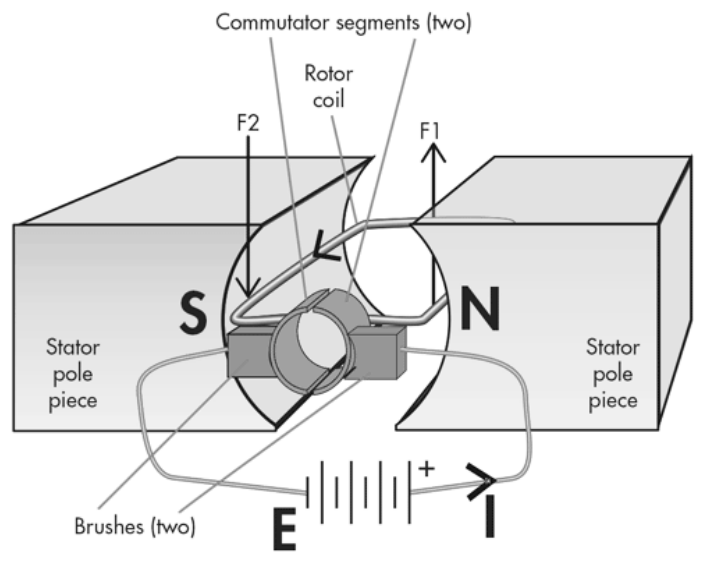 Commutator segments (two)
Rotor
coil
F2
F1
S
N
Stator
pole
piece
Stator
pole
piece
+
Brushes (two)
E
I